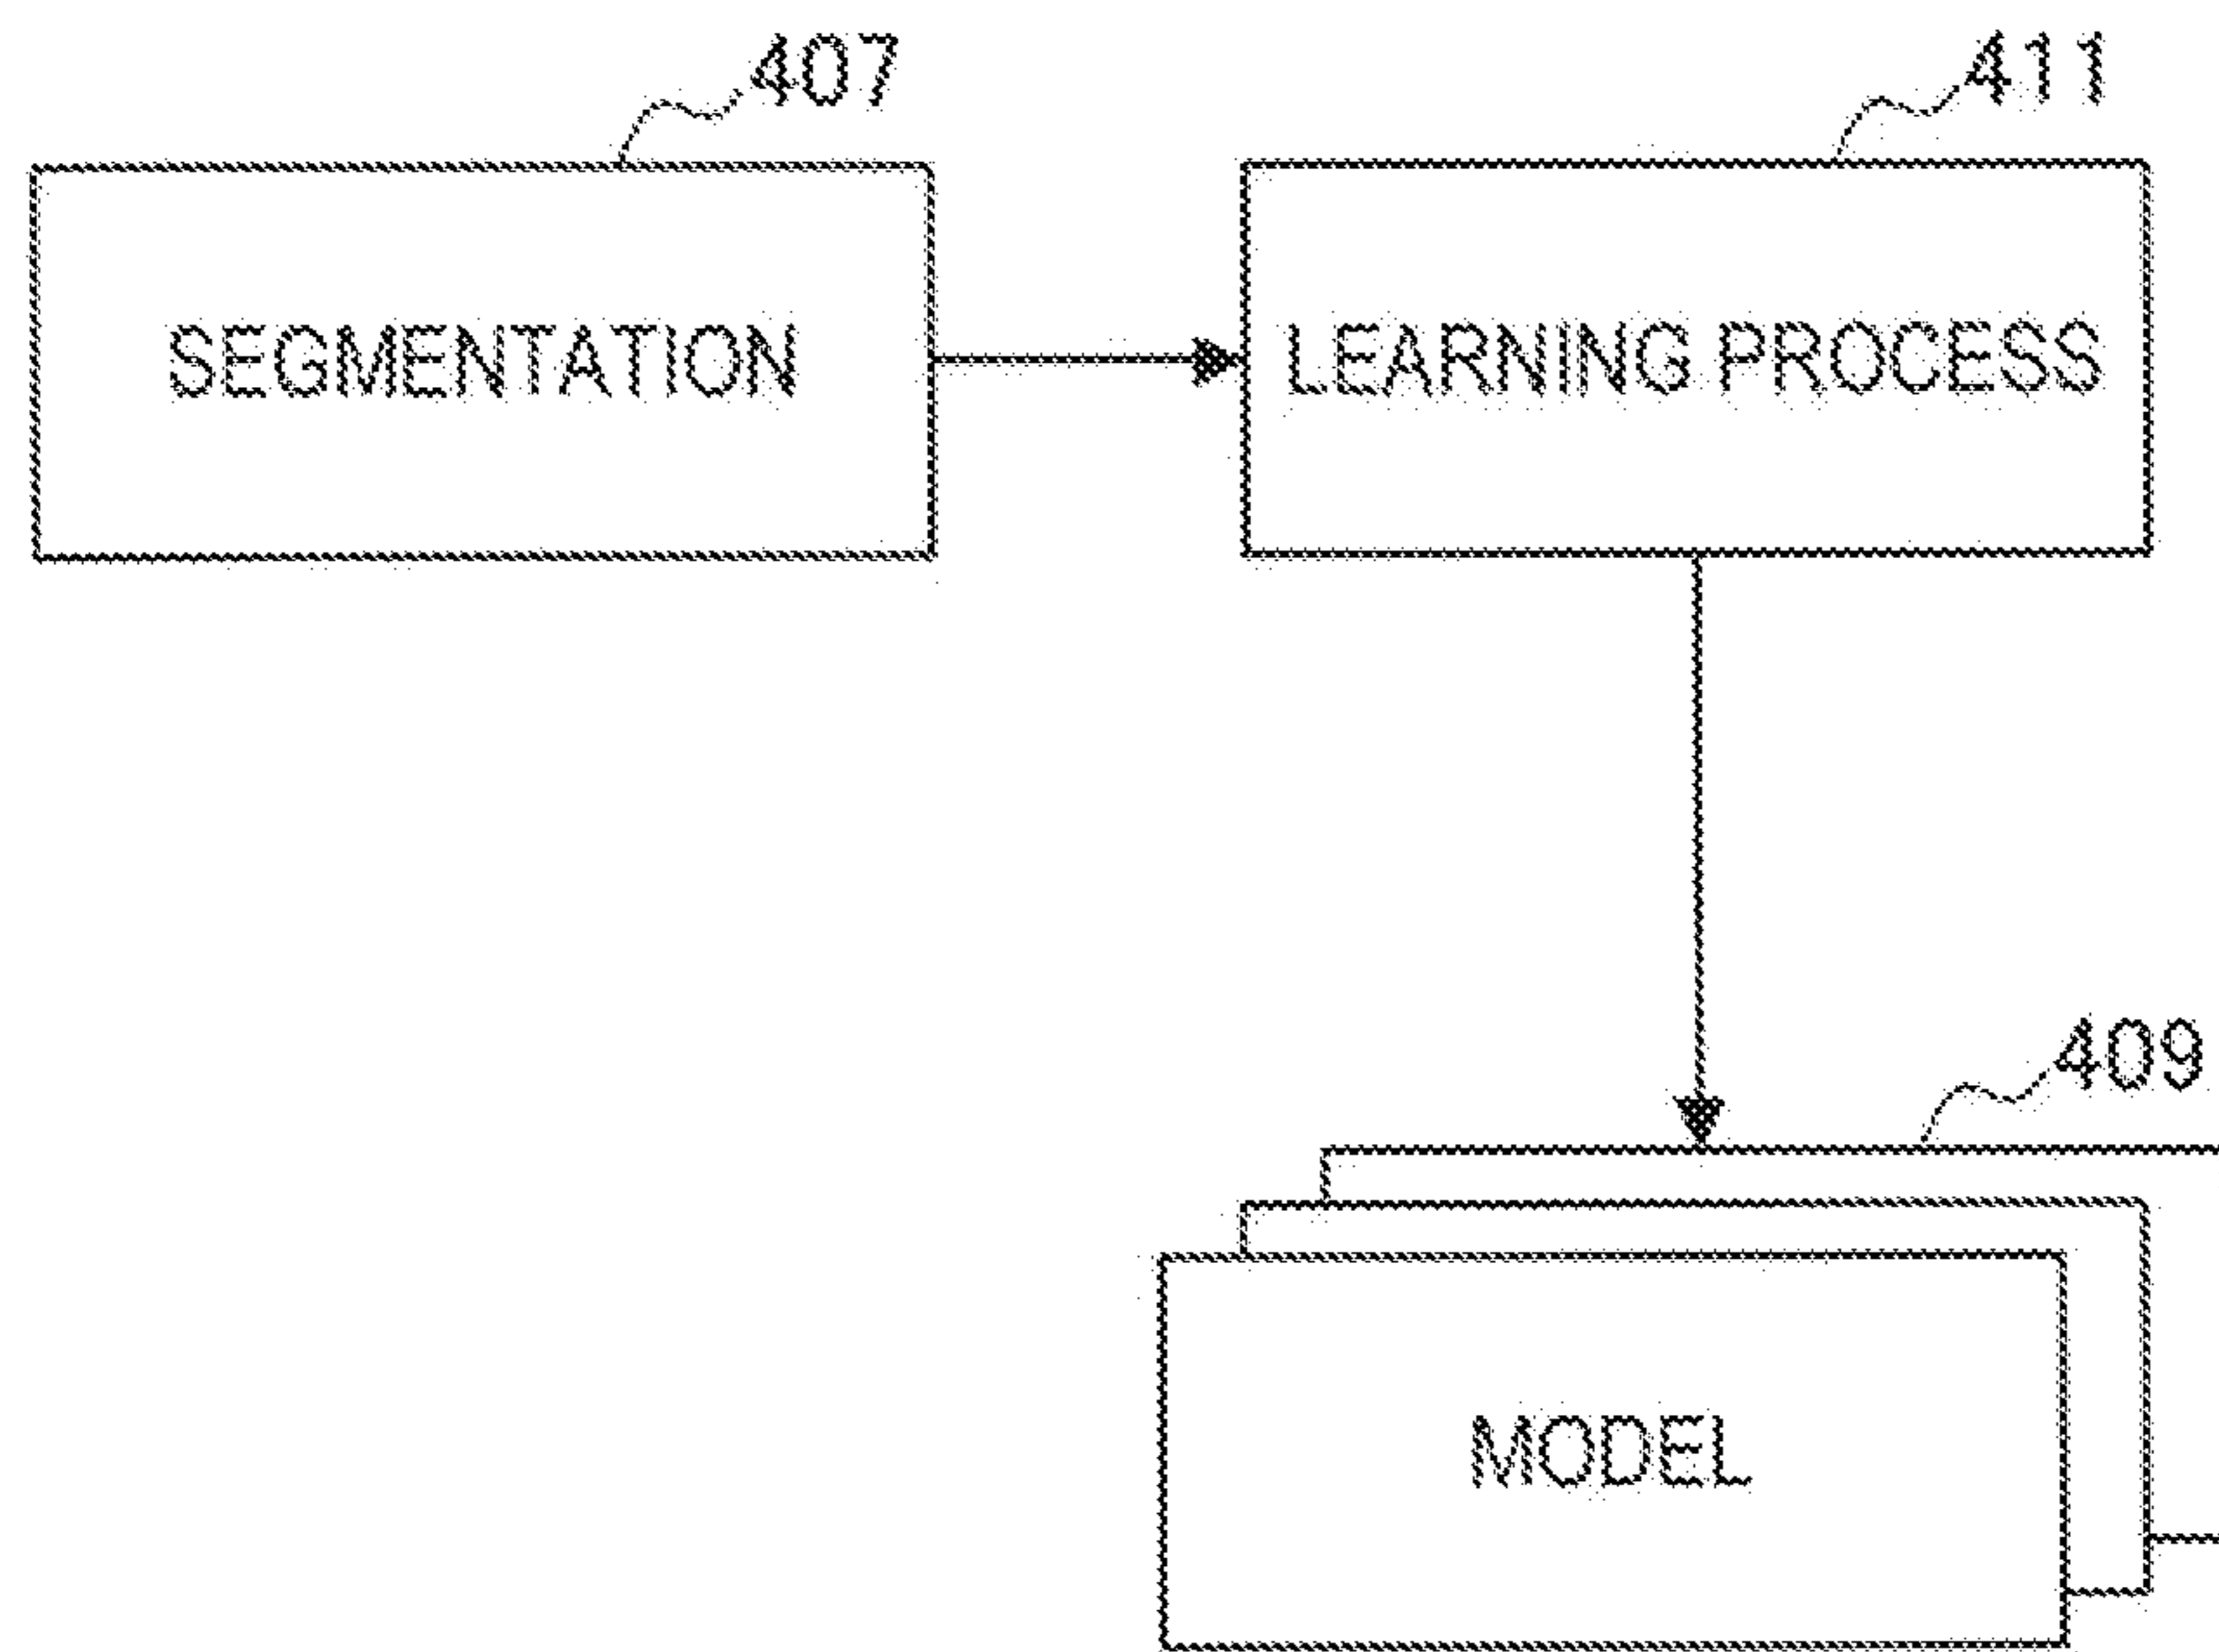 407
411
SEGMENTATION
LEARNING PROCESS
409
MODEL